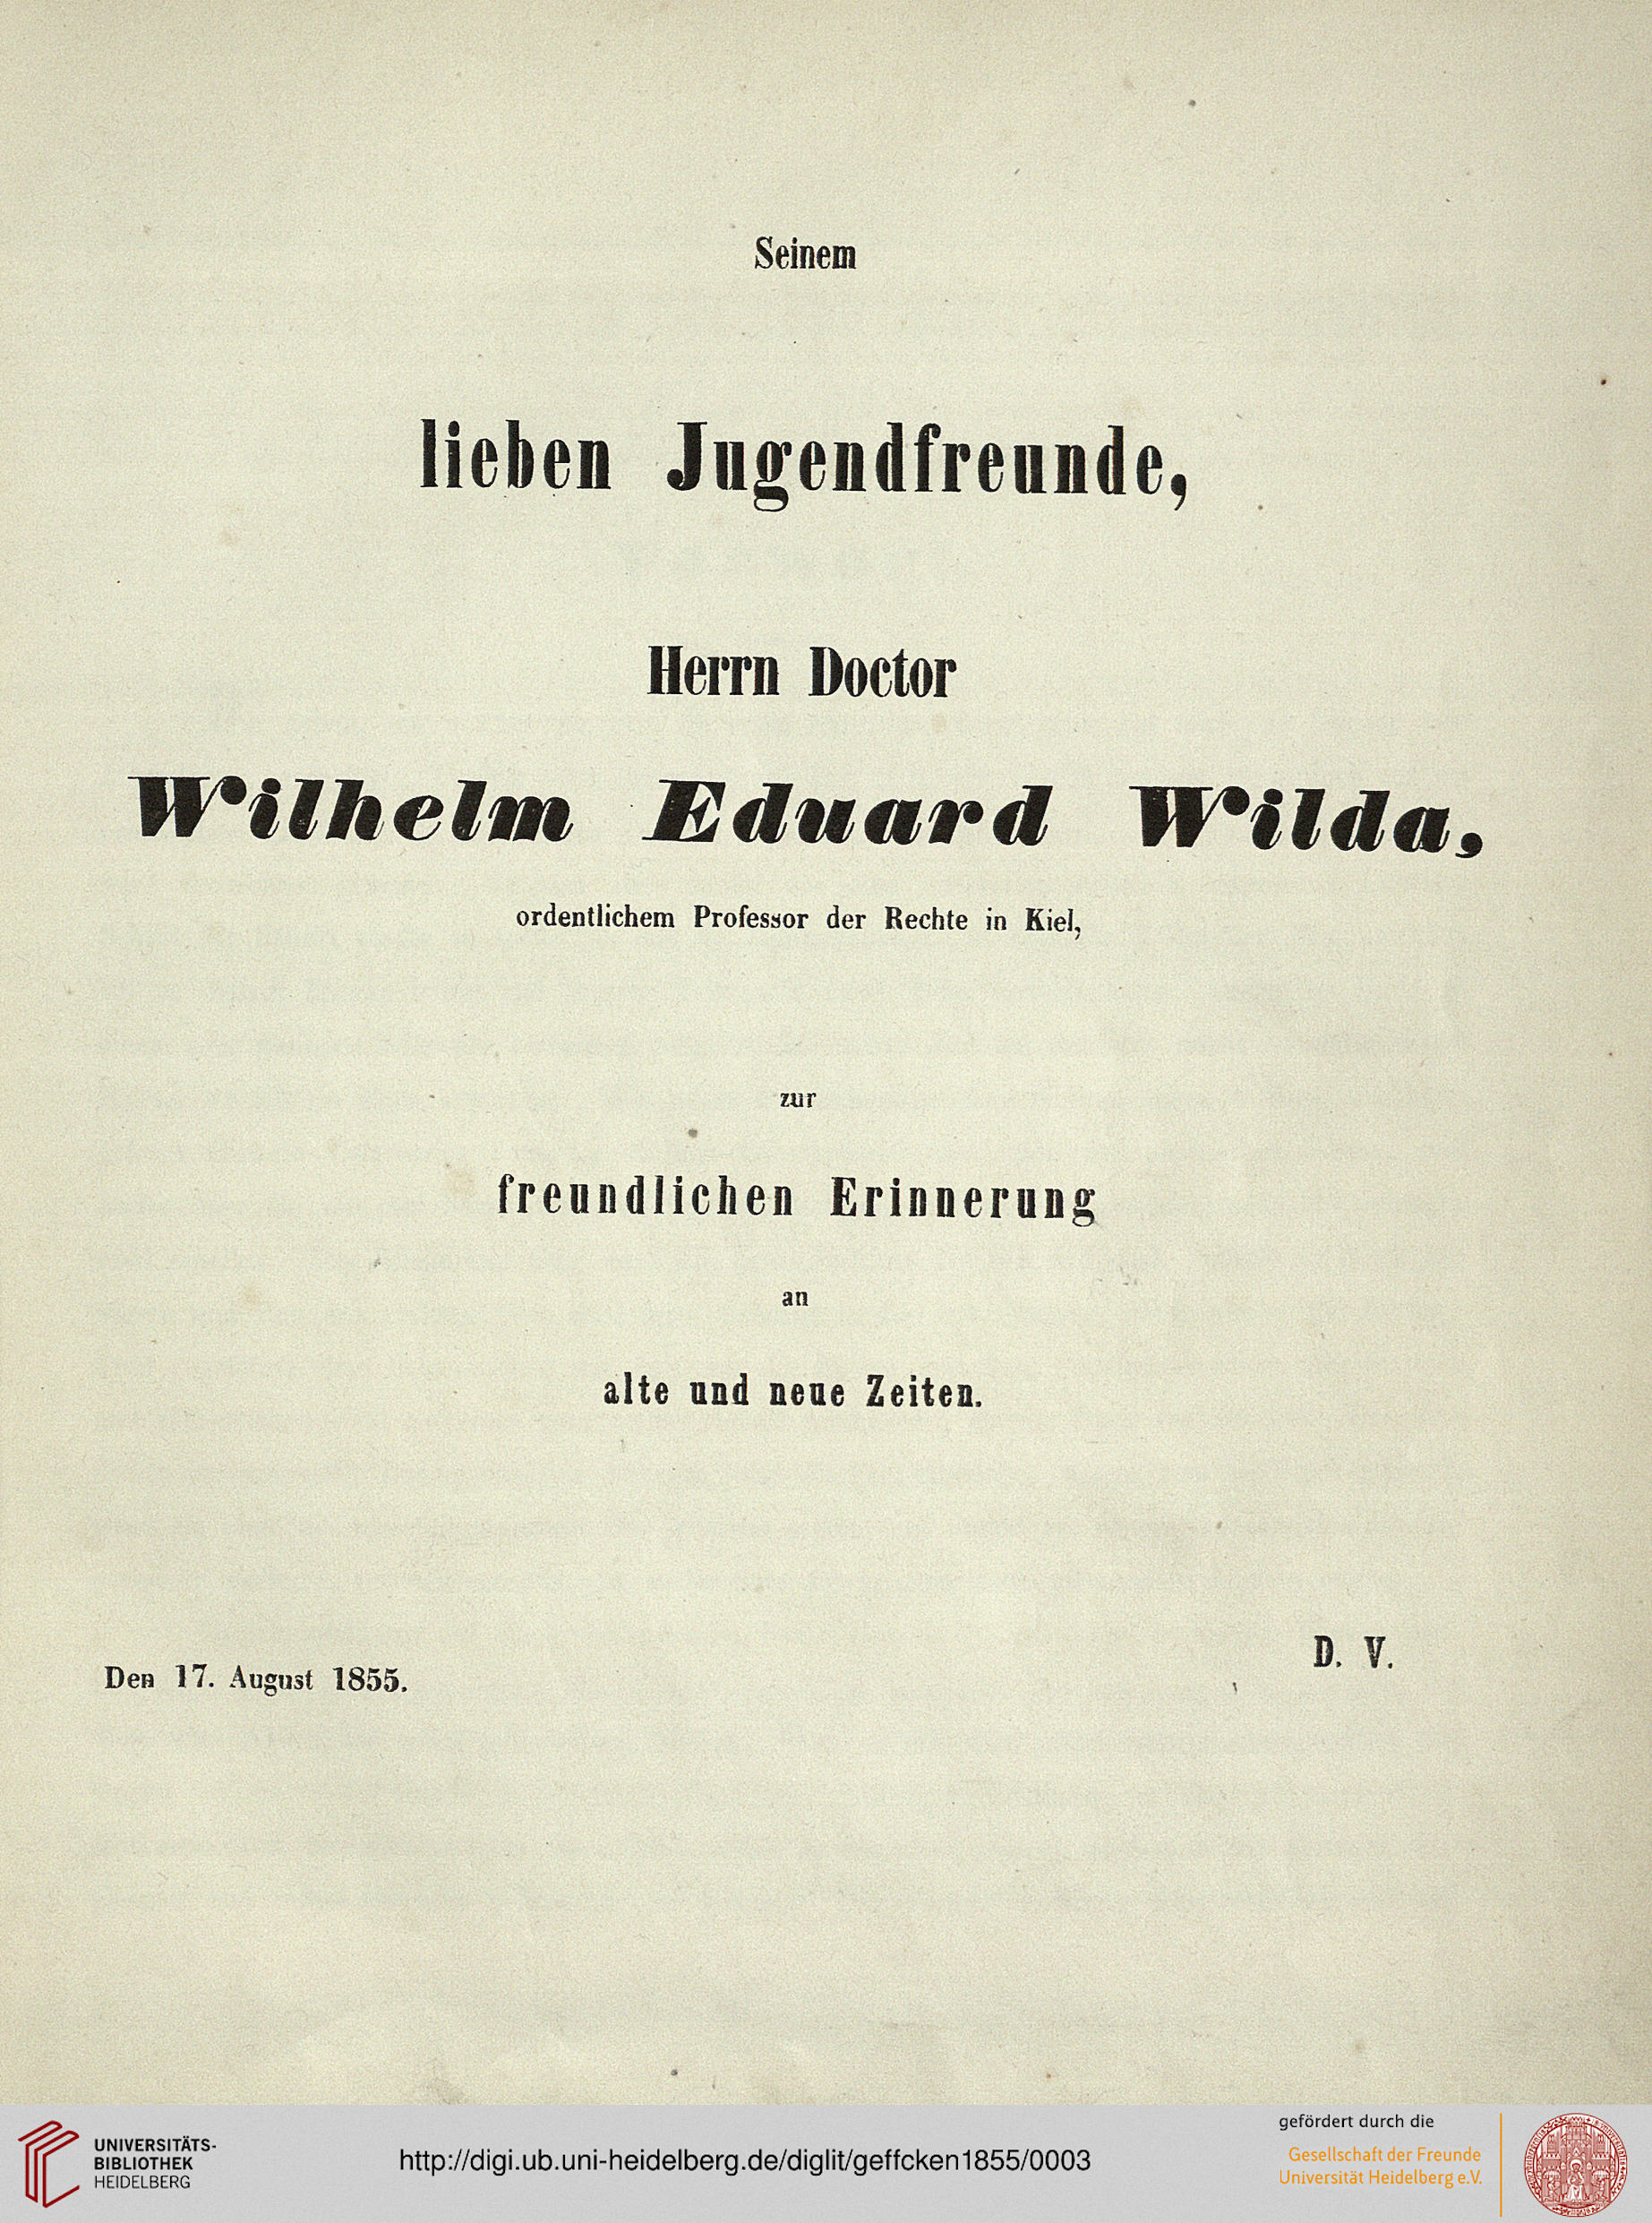 Seinem
lieben Jugendfreunde,
Herrn Doctor
Wilhelm Eduard Wilda,
ordentlichem Professor der Rechte in Kiel,
zur
freundlichen Erinnerung
an
alte und neue Zeiten.
D. V.
Den 17. August 1855.
UNIVERSITÄTS-
BIBLIOTHEK
HEIDELBERG
http://digi.ub.uni-heidelberg.de/diglit/geffcken1855/0003
gefördert durch die
Gesellschaft der Freunde
Universität Heidelberg e.V.